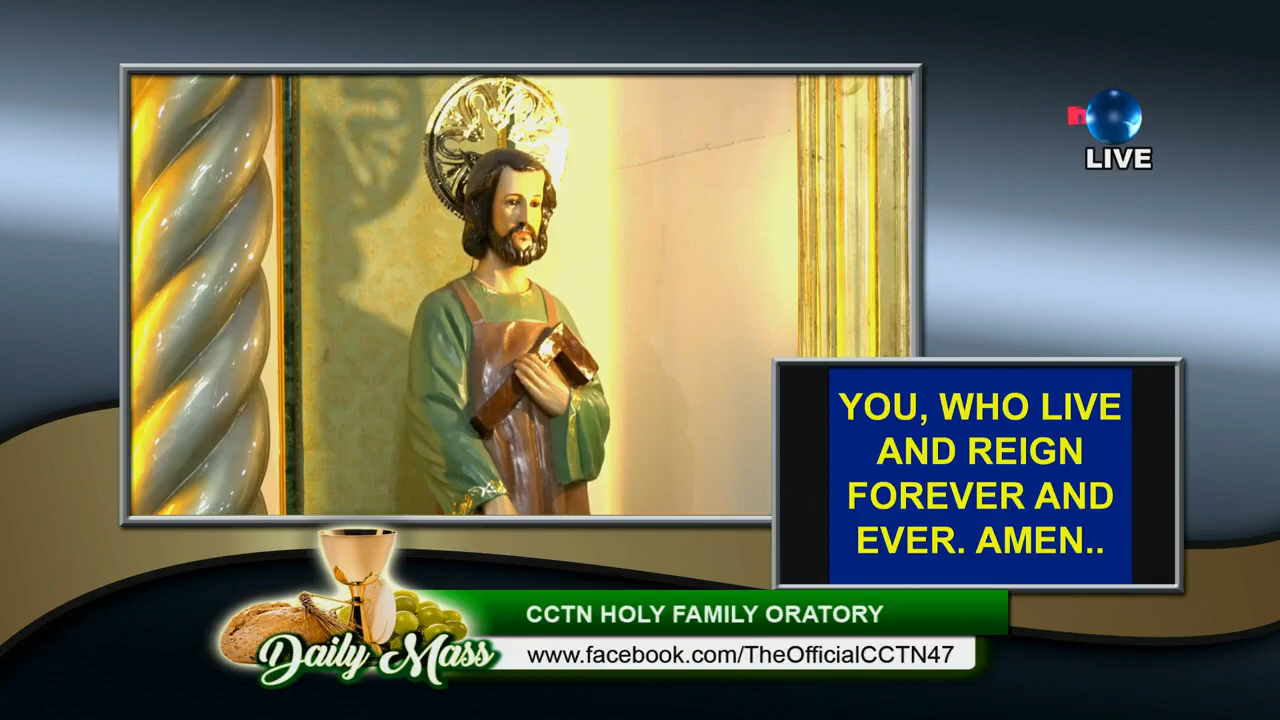 LIVE
YOU, WHO LIVE
AND REIGN
FOREVER AND
EVER. AMEN..
CCTN HOLY FAMILY ORATORY
Daily Mass
www.facebook.com/TheOfficialCCTN47